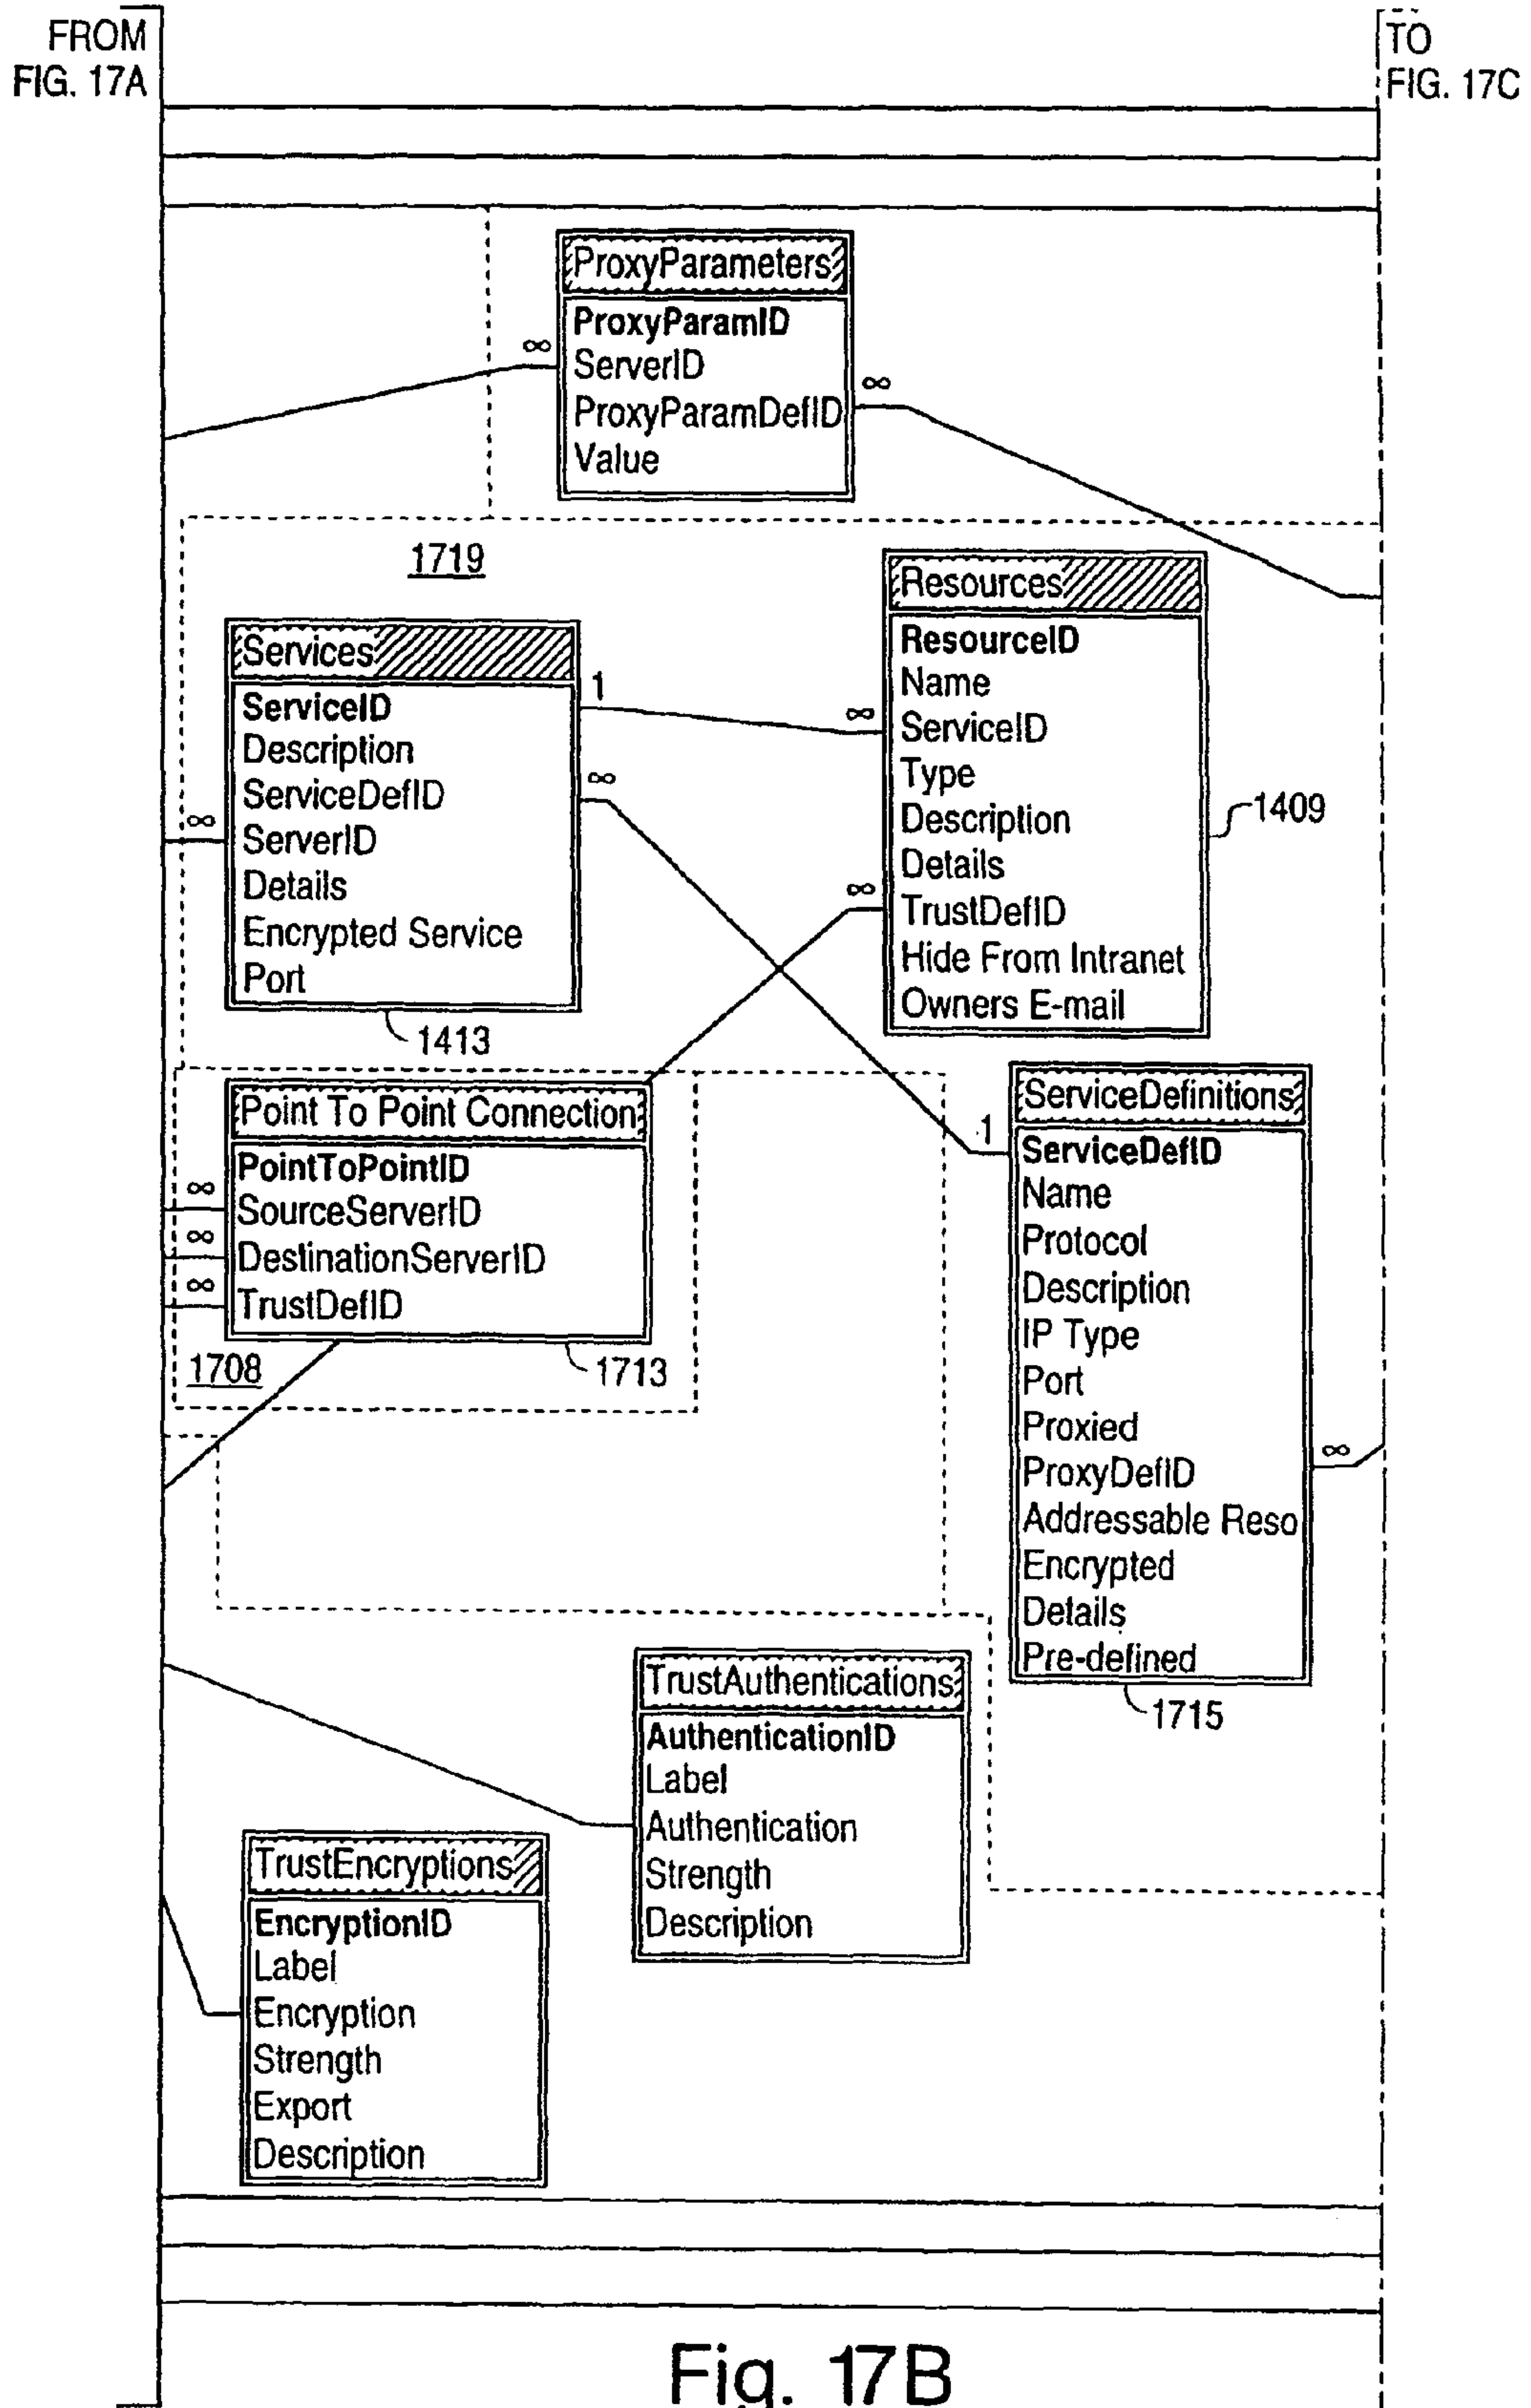 FROM
FIG. 17A
TO
FIG. 17C
ProxyParameters
ProxyParamID
ServerID
ProxyParamDefID
Value
∞
∞
1719
Services
ServiceID
Description
ServiceDefID
ServerID
Details
Encrypted Service
Port
1
∞
∞
1413
Resources
ResourceID
Name
ServiceID
Type
Description
Details
TrustDefID
Hide From Intranet
Owners E-mail
∞
∞
1409
Point To Point Connection
PointToPointID
SourceServerID
DestinationServerID
TrustDefID
∞
∞
∞
1708
1713
ServiceDefinitions
ServiceDefID
Name
Protocol
Description
IP Type
Port
Proxied
ProxyDefID
Addressable Reso
Encrypted
Details
Pre-defined
1
∞
1715
TrustAuthentications
AuthenticationID
Label
Authentication
Strength
Description
TrustEncryptions
EncryptionID
Label
Encryption
Strength
Export
Description
Fig. 17B